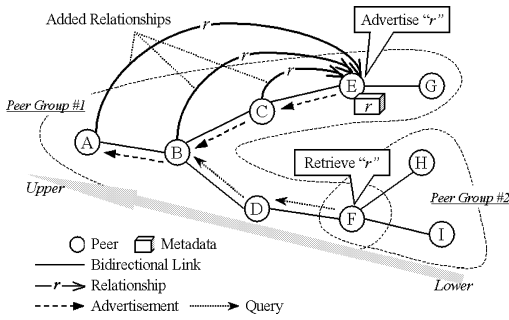 Added Relationships
Advertise "r"
r
r
r
Peer Group #1
E
G
r
C
A
B
Retrieve "r"
H
Upper
Peer Group #2
D
F
I
Peer
Metadata
Bidirectional Link
r
Relationship
Lower
Advertisement
Query